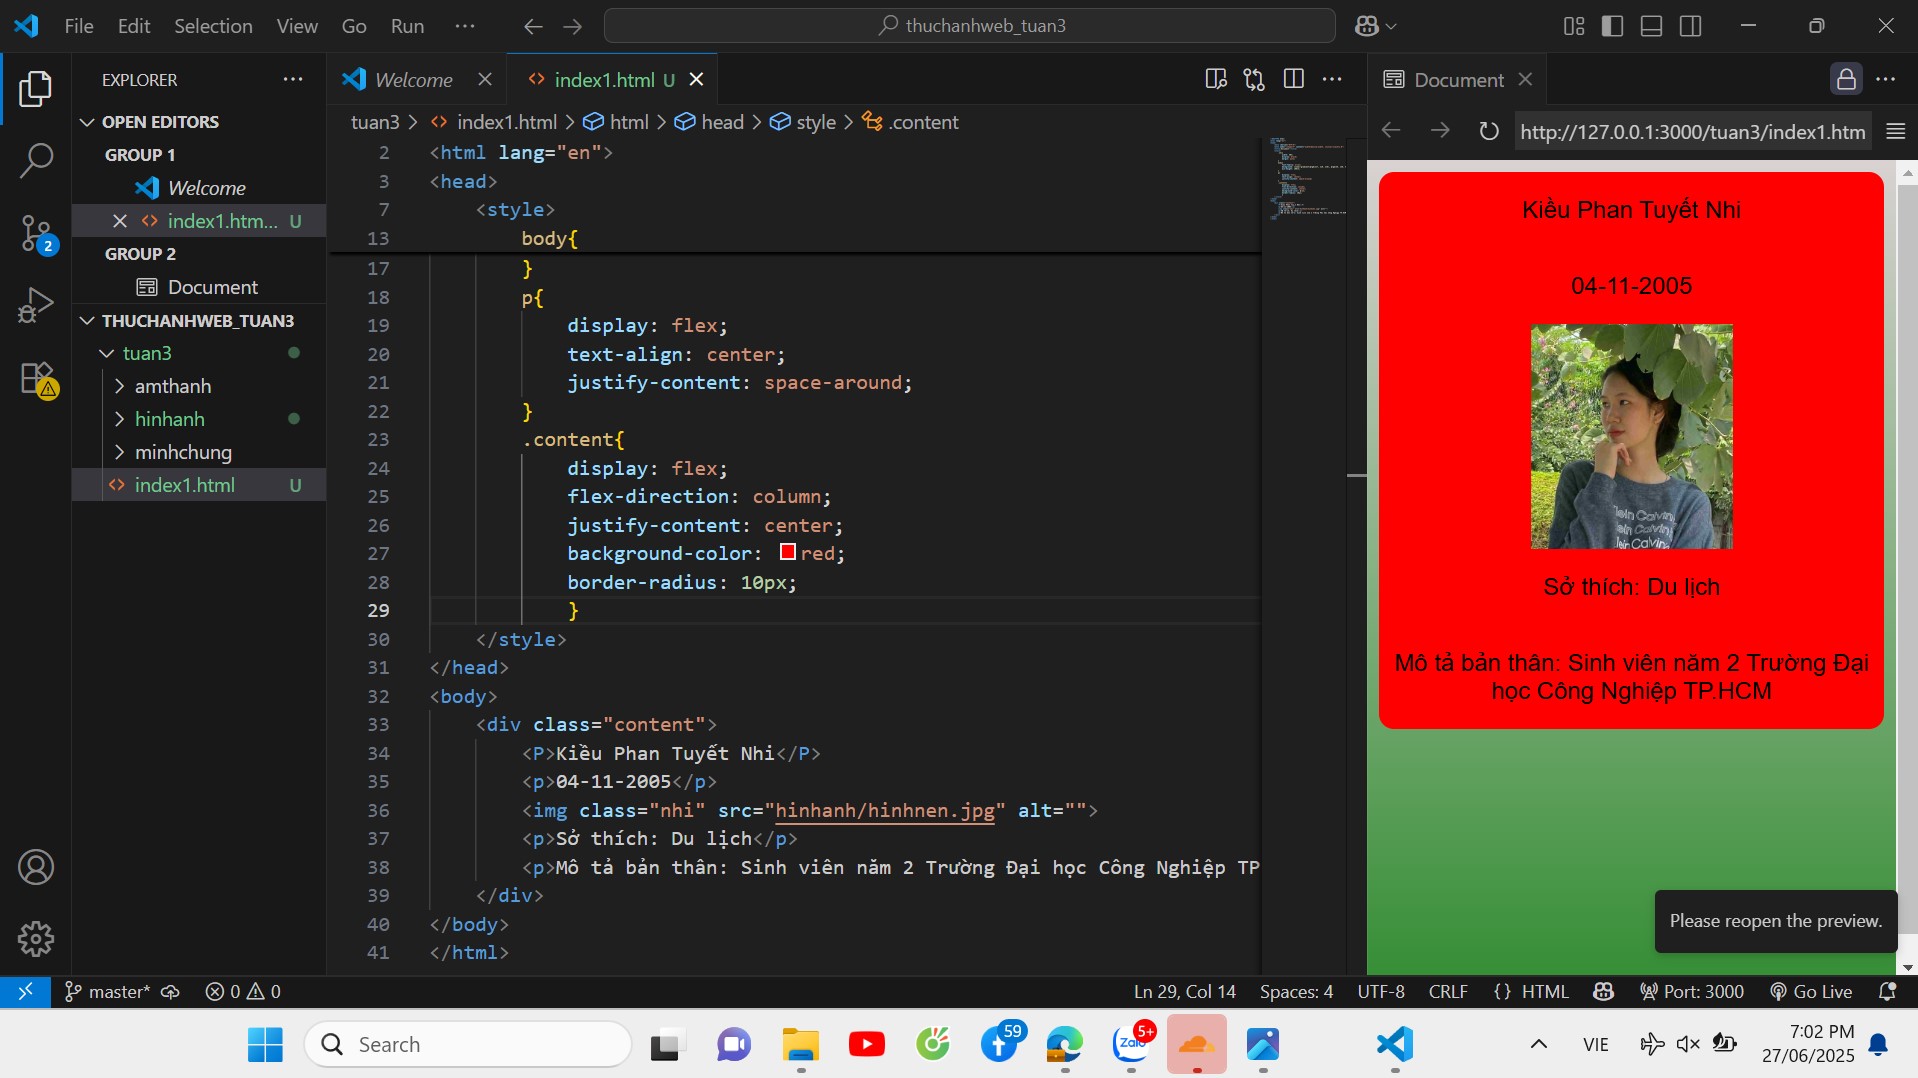 File Edit Selection View Go Run ···
thuchanhweb_tuan3
EXPLORER
OPEN EDITORS
GROUP 1
Welcome
index1.htm... U
GROUP 2
Document
THUCHANHWEB_TUAN3
tuan3
amthanh
hinhanh
minhchung
index1.html U
2
Welcome
index1.html U
tuan3 > index1.html > html > head > style > .content
2 <html lang="en">
3 <head>
7 <style>
13 body{
17 }
18 p{
19 display: flex;
20 text-align: center;
21 justify-content: space-around;
22 }
23 .content{
24 display: flex;
25 flex-direction: column;
26 justify-content: center;
27 background-color: red;
28 border-radius: 10px;
29 }
30 </style>
31 </head>
32 <body>
33 <div class="content">
34 <P>Kiều Phan Tuyết Nhi</P>
35 <p>04-11-2005</p>
36 <img class="nhi" src="hinhanh/hinhnen.jpg" alt="">
37 <p>Sở thích: Du lịch</p>
38 <p>Mô tả bản thân: Sinh viên năm 2 Trường Đại học Công Nghiệp TP
39 </div>
40 </body>
41 </html>
Document
http://127.0.0.1:3000/tuan3/index1.htm
Kiều Phan Tuyết Nhi
04-11-2005
lein Calvin
lein Calvin
lein Calvin
Sở thích: Du lịch
Mô tả bản thân: Sinh viên năm 2 Trường Đại
học Công Nghiệp TP.HCM
Please reopen the preview.
master* 0 0
Ln 29, Col 14 Spaces: 4 UTF-8 CRLF {} HTML Port: 3000 Go Live
Search
59
Zalo
5+
VIE
7:02 PM
27/06/2025